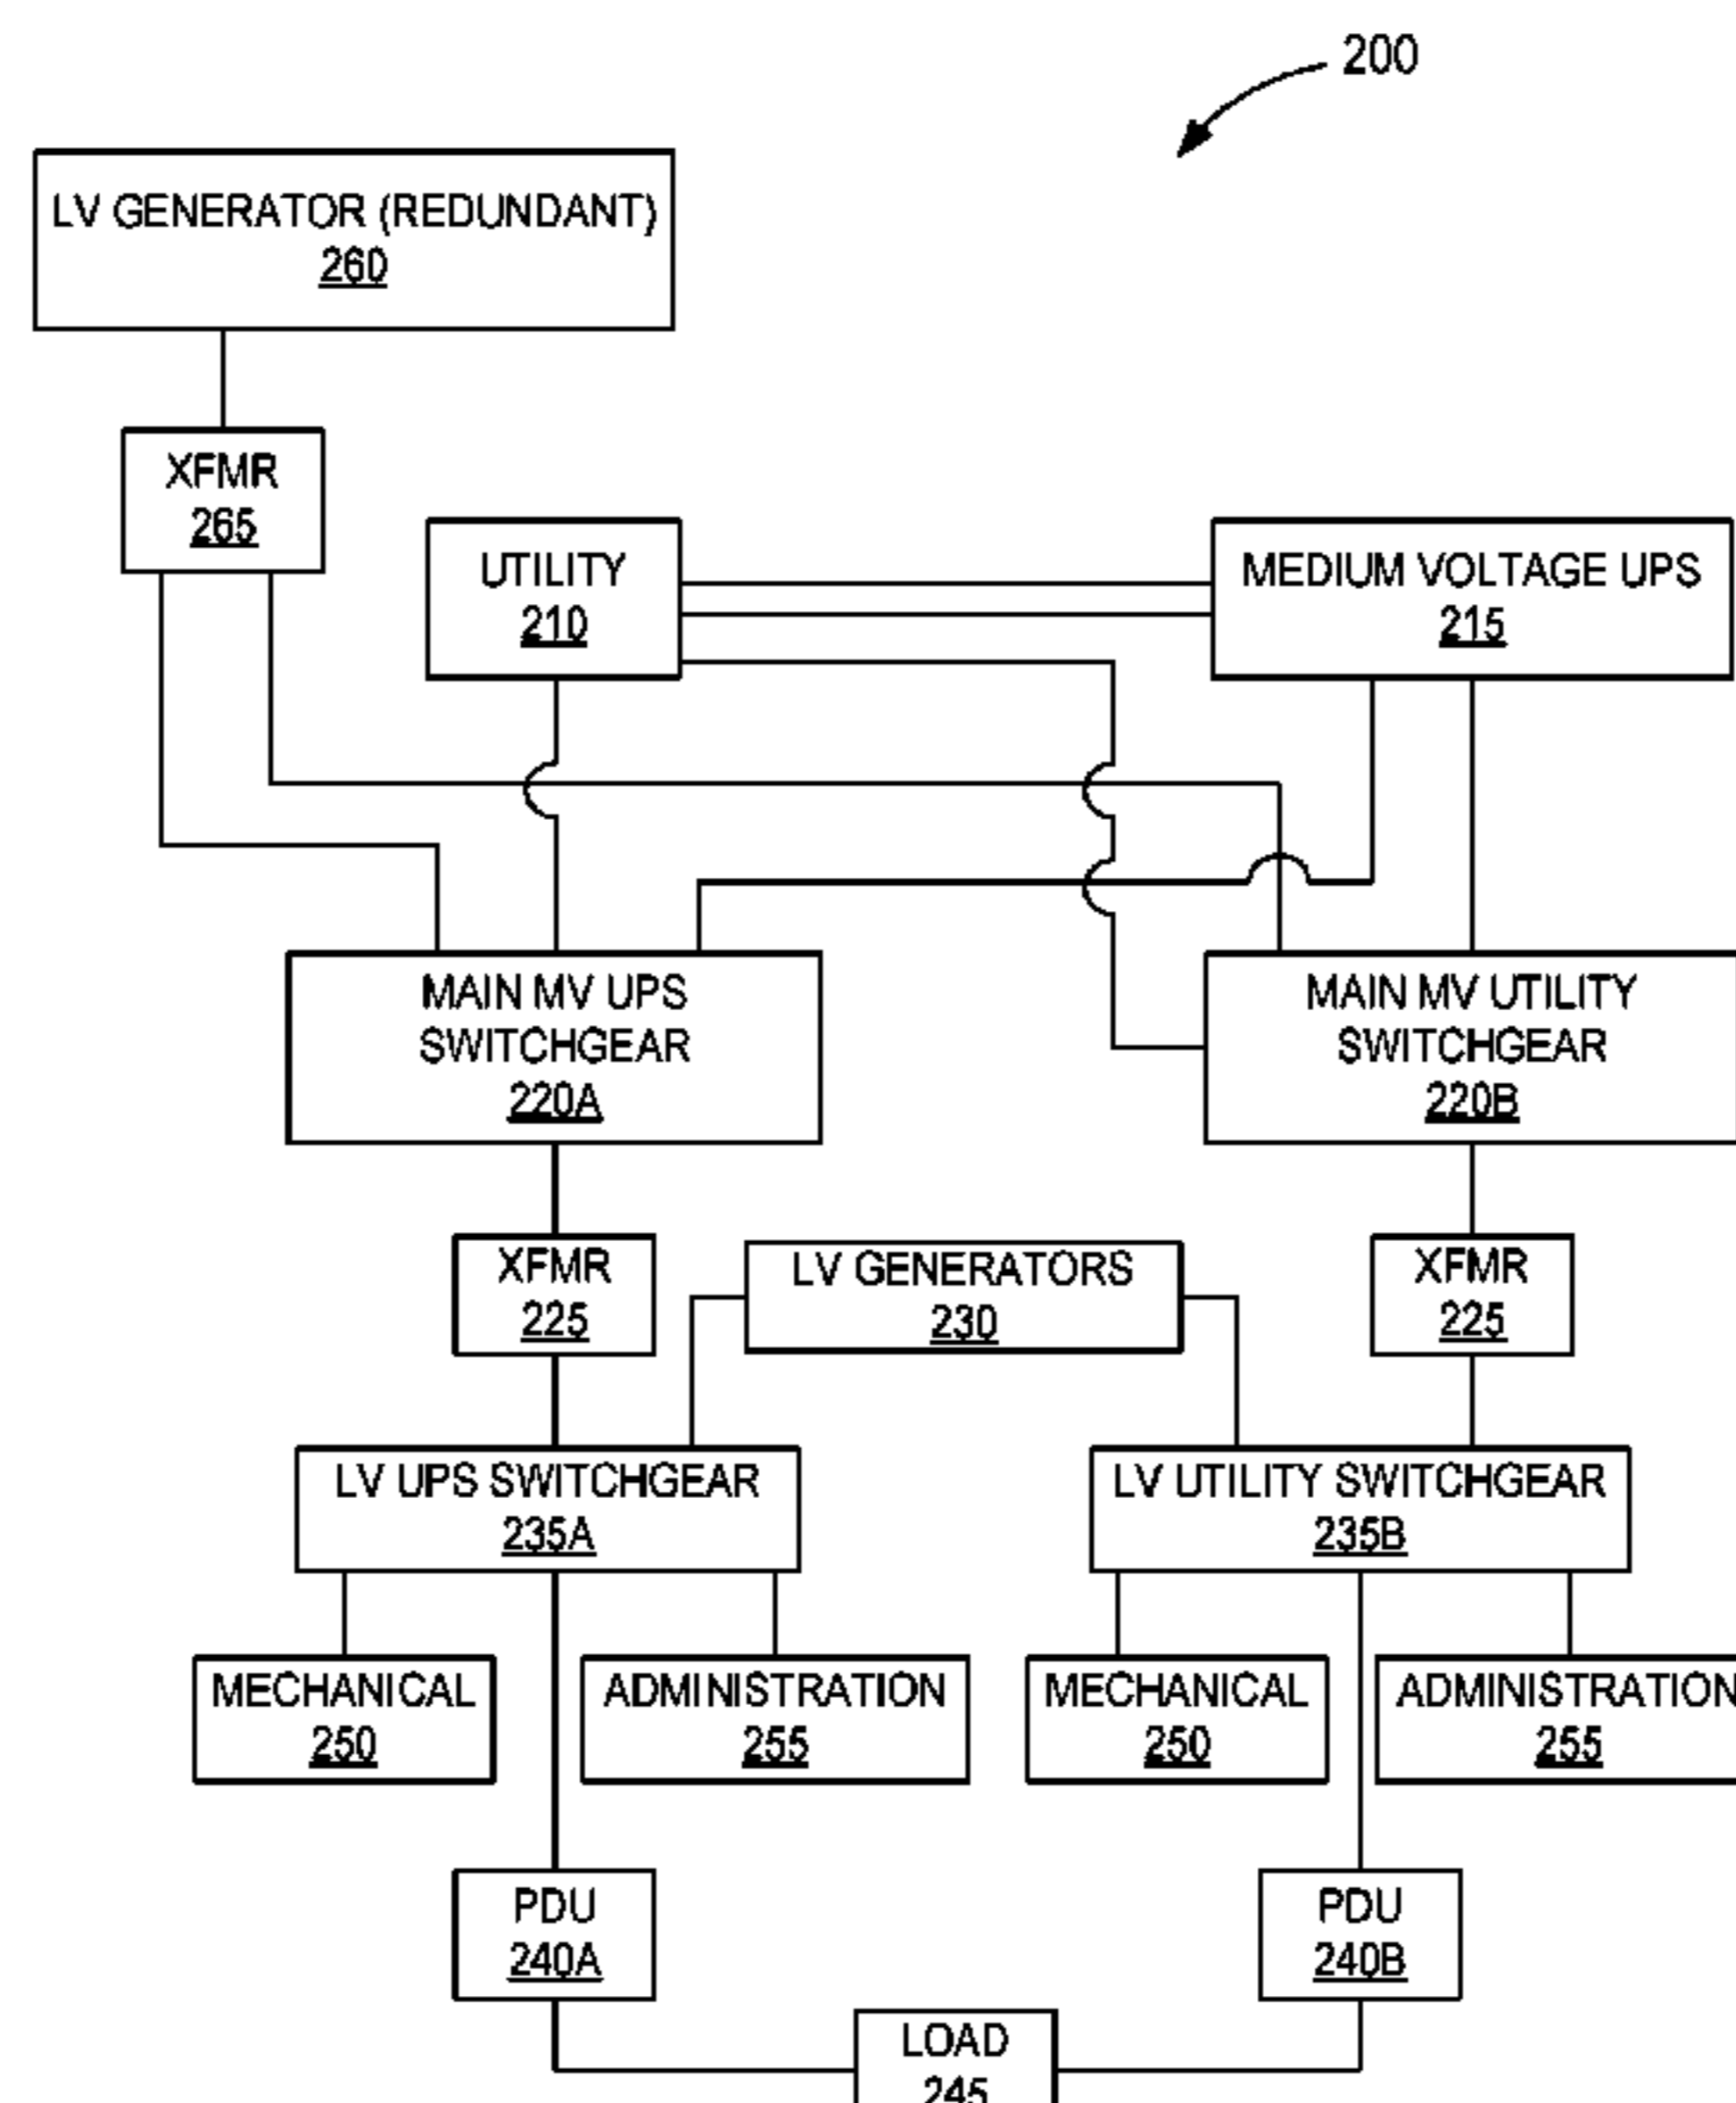 200
LV GENERATOR (REDUNDANT)
260
XFMR
265
UTILITY
210
MEDIUM VOLTAGE UPS
215
MAIN MV UPS
SWITCHGEAR
220A
MAIN MV UTILITY
SWITCHGEAR
220B
XFMR
225
LV GENERATORS
230
XFMR
225
LV UPS SWITCHGEAR
235A
LV UTILITY SWITCHGEAR
235B
MECHANICAL
250
ADMINISTRATION
255
MECHANICAL
250
ADMINISTRATION
255
PDU
240A
PDU
240B
LOAD
245